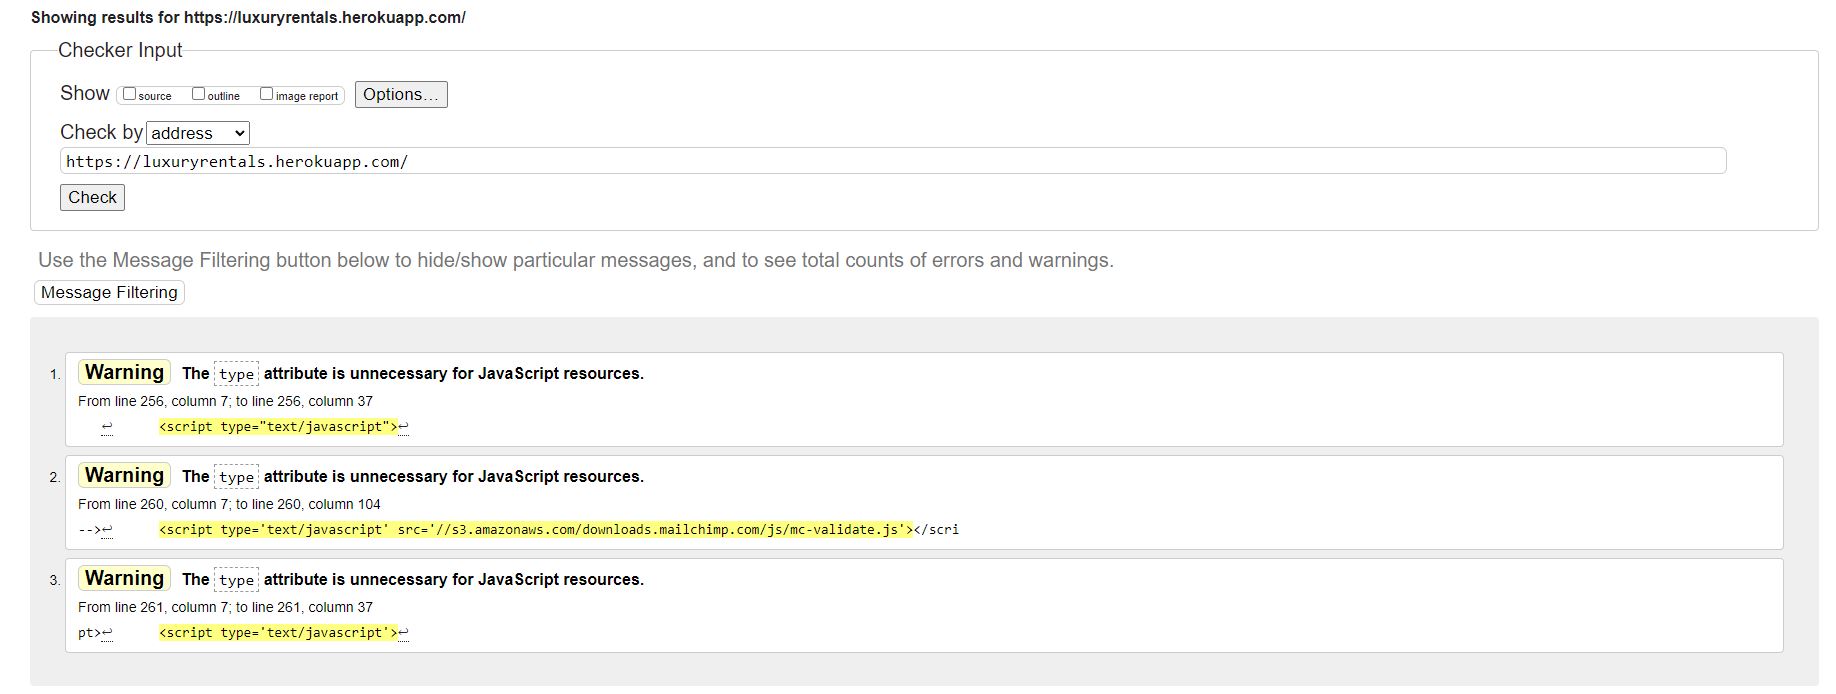 Showing results for https://luxuryrentals.herokuapp.com/
Checker Input
Show source outline image report Options...
Check by address
https://luxuryrentals.herokuapp.com/
Check
Use the Message Filtering button below to hide/show particular messages, and to see total counts of errors and warnings.
Message Filtering
1. Warning The type attribute is unnecessary for JavaScript resources.
From line 256, column 7; to line 256, column 37
↩ <script type="text/javascript">↩
2. Warning The type attribute is unnecessary for JavaScript resources.
From line 260, column 7; to line 260, column 104
-->↩ <script type='text/javascript' src='//s3.amazonaws.com/downloads.mailchimp.com/js/mc-validate.js'></scri
3. Warning The type attribute is unnecessary for JavaScript resources.
From line 261, column 7; to line 261, column 37
pt>↩ <script type='text/javascript'>↩